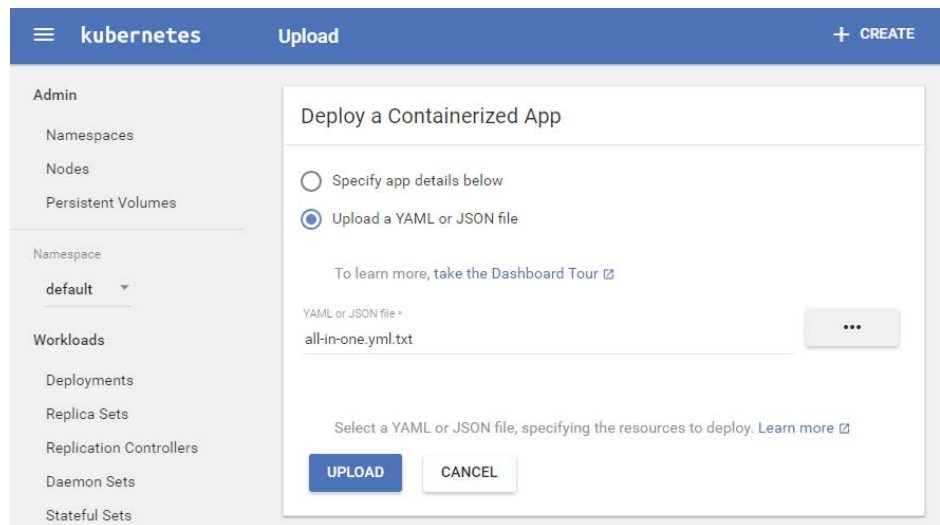 kubernetes Upload + CREATE
Admin
Namespaces
Nodes
Persistent Volumes
Namespace
default
Workloads
Deployments
Replica Sets
Replication Controllers
Daemon Sets
Stateful Sets
Deploy a Containerized App
Specify app details below
Upload a YAML or JSON file
To learn more, take the Dashboard Tour
YAML or JSON file *
all-in-one.yml.txt
Select a YAML or JSON file, specifying the resources to deploy. Learn more
UPLOAD CANCEL